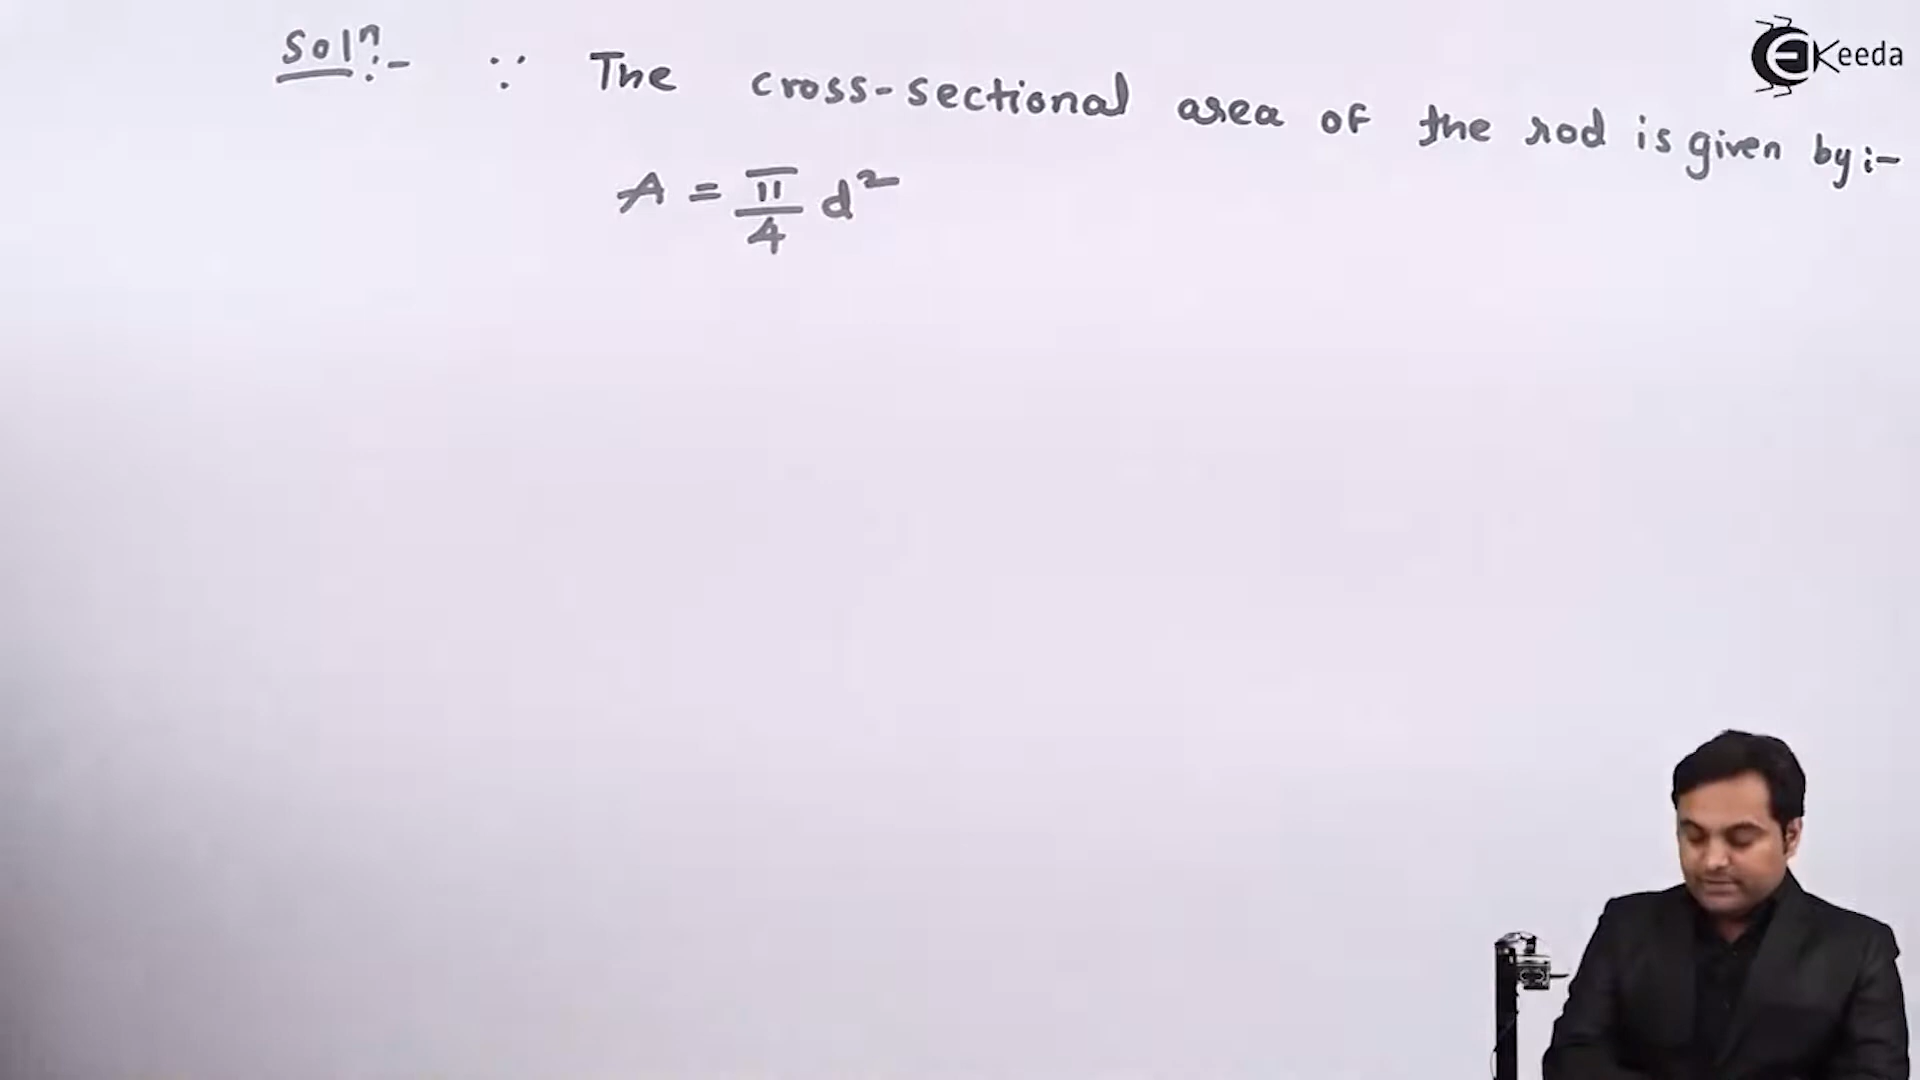 Solⁿ:- ∵ The cross-sectional area of the rod is given by:-
A = π/4 d²
EKeeda